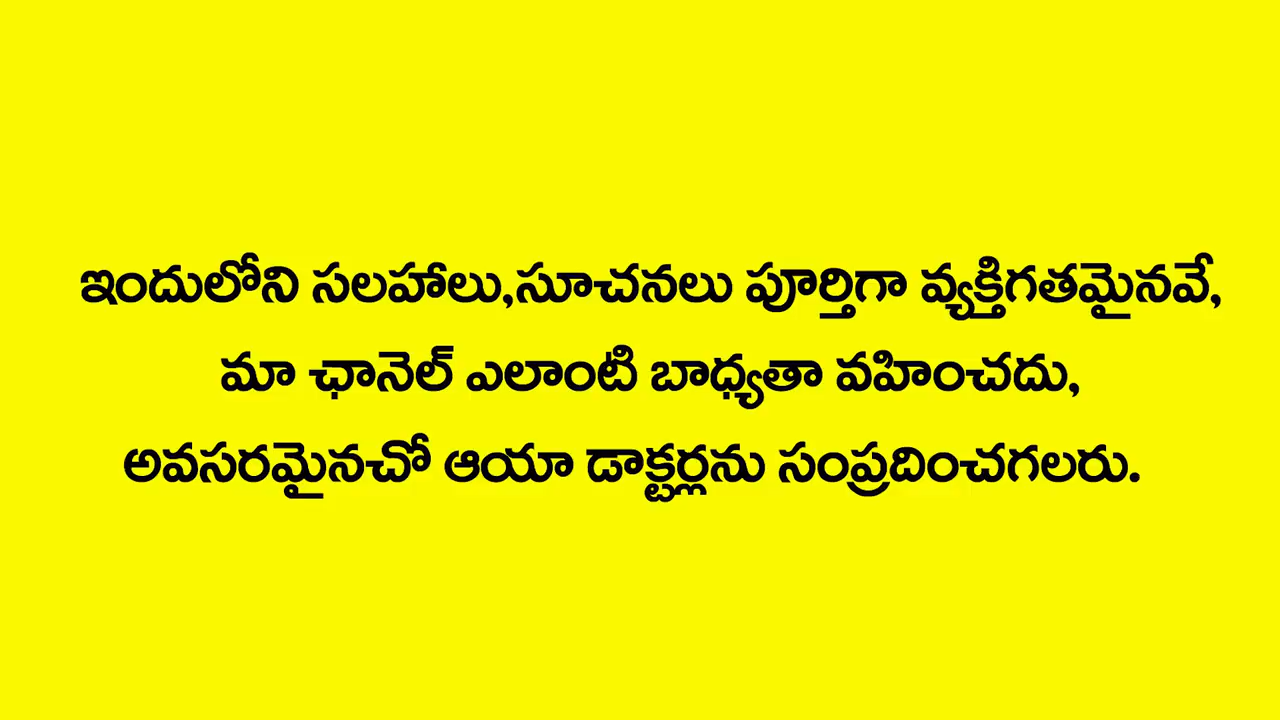 ఇందులోని సలహాలు,సూచనలు పూర్తిగా వ్యక్తిగతమైనవే,
మా ఛానెల్ ఎలాంటి బాధ్యతా వహించదు,
అవసరమైనచో ఆయా డాక్టర్లను సంప్రదించగలరు.